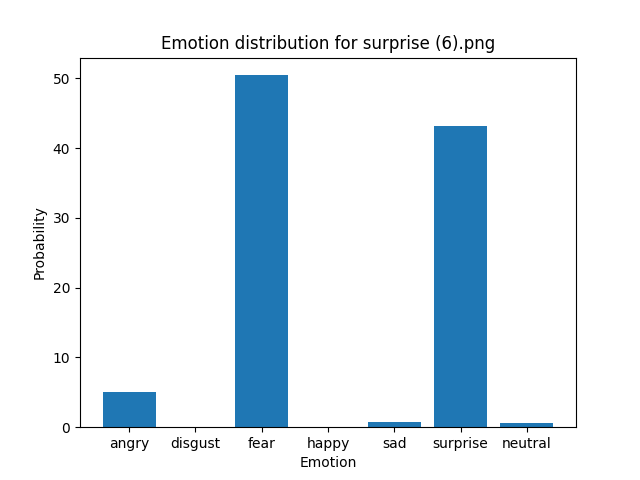 Emotion distribution for surprise (6).png
Probability
50
40
30
20
10
0
angry disgust fear happy sad surprise neutral
Emotion